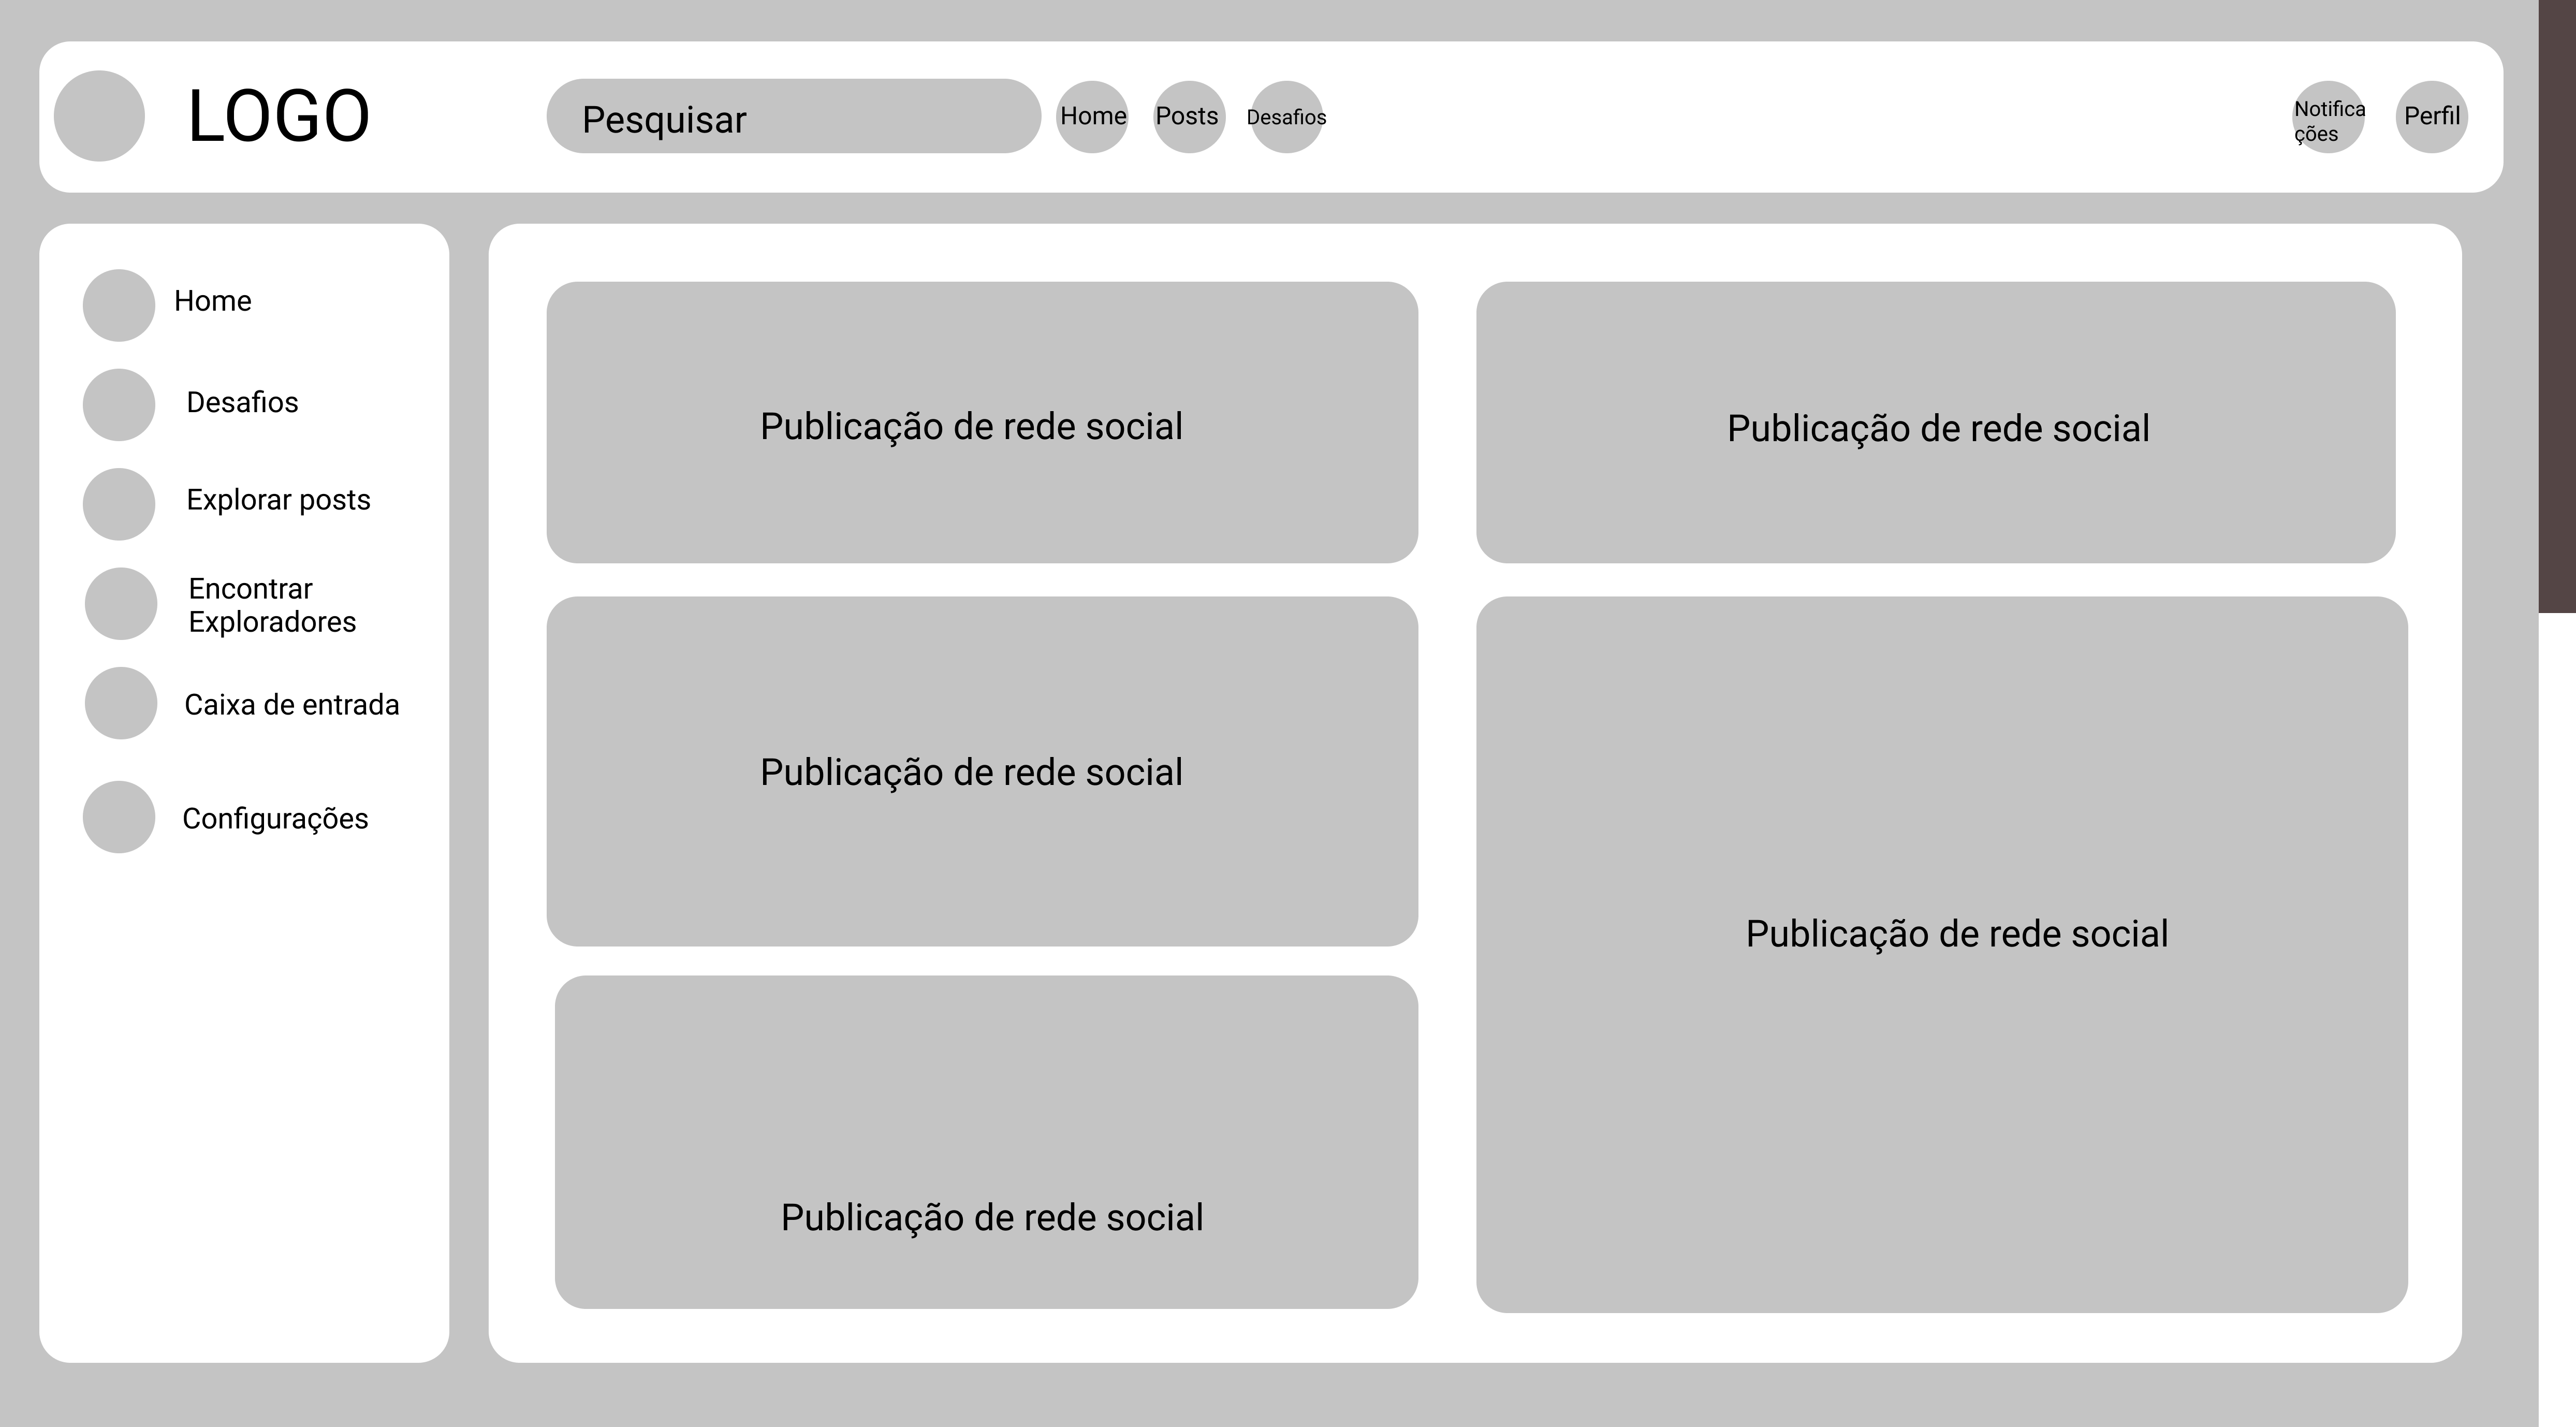 LOGO
Pesquisar
Home
Posts
Desafios
Notifica
ções
Perfil
Home
Desafios
Explorar posts
Encontrar
Exploradores
Caixa de entrada
Configurações
Publicação de rede social
Publicação de rede social
Publicação de rede social
Publicação de rede social
Publicação de rede social